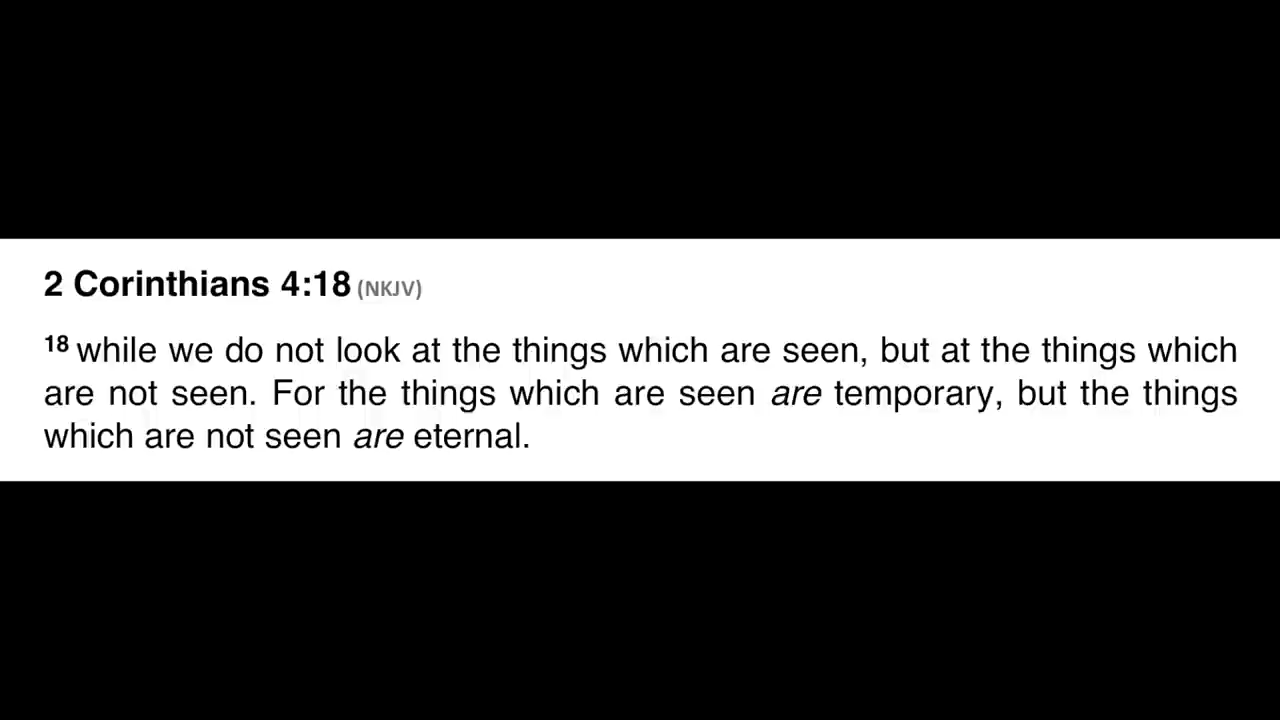 2 Corinthians 4:18 (NKJV)
18 while we do not look at the things which are seen, but at the things which
are not seen. For the things which are seen are temporary, but the things
which are not seen are eternal.